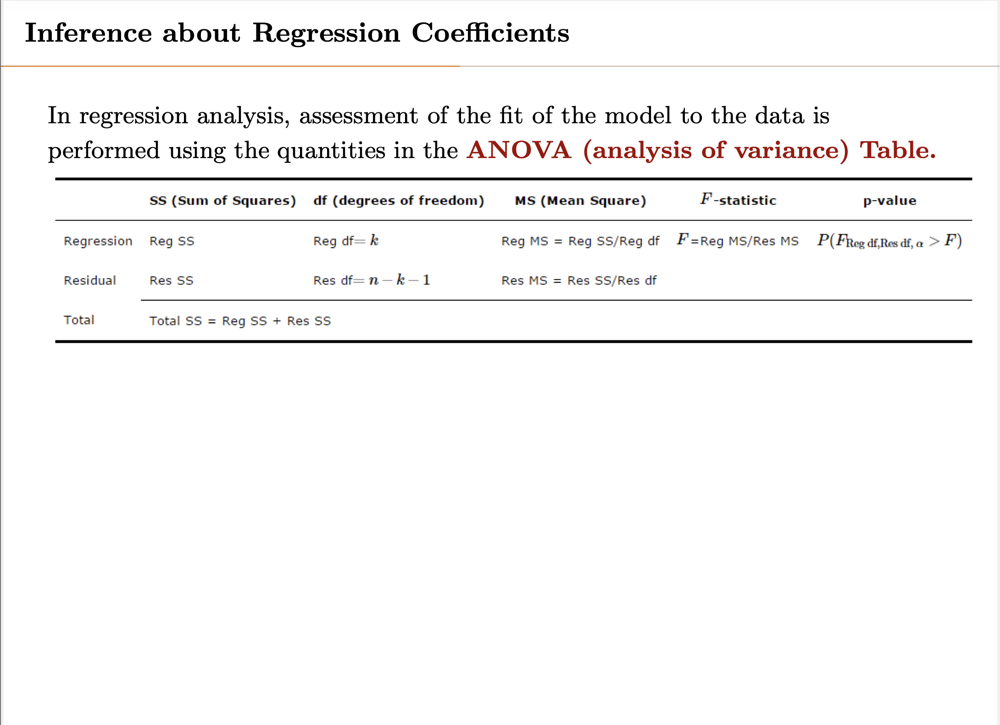 Inference about Regression Coefficients
In regression analysis, assessment of the fit of the model to the data is
performed using the quantities in the ANOVA (analysis of variance) Table.
SS (Sum of Squares) df (degrees of freedom) MS (Mean Square) F-statistic p-value
Regression Reg SS Reg df= k Reg MS = Reg SS/Reg df F=Reg MS/Res MS P(F_{Reg df,Res df, α} > F)
Residual Res SS Res df= n − k − 1 Res MS = Res SS/Res df
Total Total SS = Reg SS + Res SS